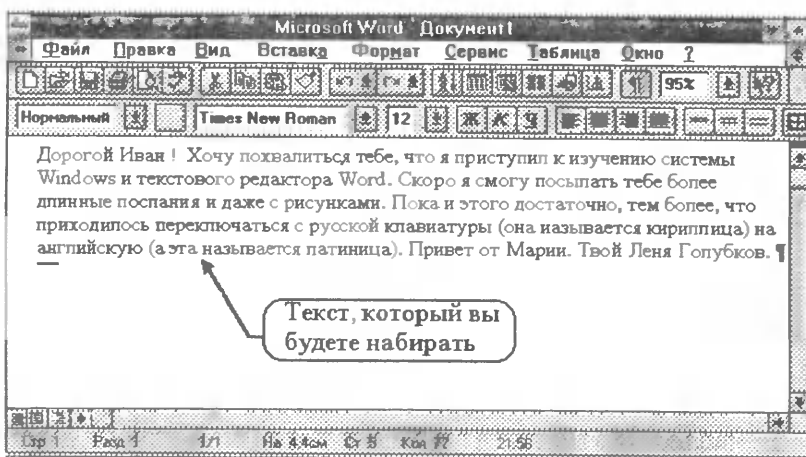 Microsoft Word Документ1
Файл Правка Вид Вставка Формат Сервис Таблица Окно ?
95%
Нормальный Times New Roman 12 Ж К Ч
Дорогой Иван ! Хочу похвалиться тебе, что я приступил к изучению системы
Windows и текстового редактора Word. Скоро я смогу посылать тебе более
длинные послания и даже с рисунками. Пока и этого достаточно, тем более, что
приходилось переключаться с русской клавиатуры (она называется кириллица) на
английскую (а эта называется латиница). Привет от Марии. Твой Леня Голубков. ¶
Текст, который вы
будете набирать
Стр 1 Разд 1 1/1 На 4,4см Ст 5 Кол 77 21:56